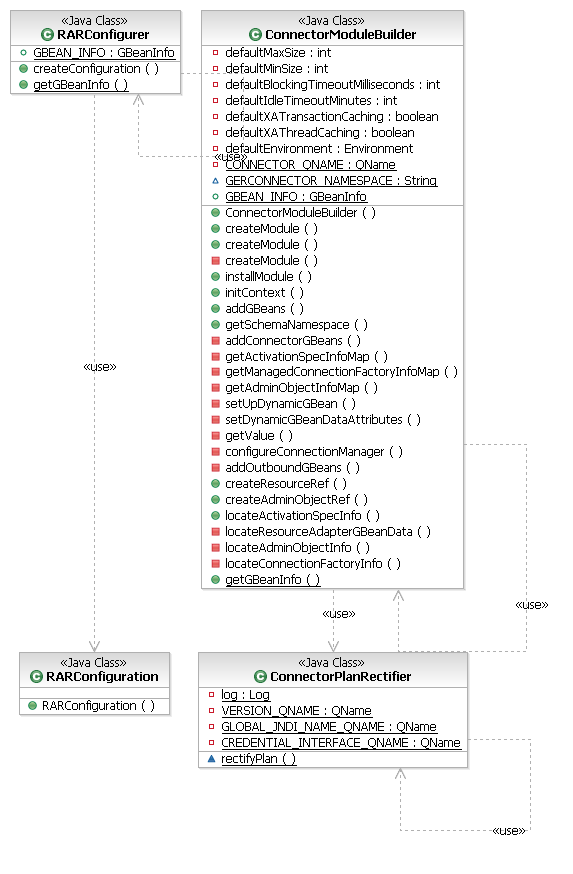 «Java Class»
RARConfigurer
GBEAN_INFO : GBeanInfo
createConfiguration ( )
getGBeanInfo ( )
«Java Class»
ConnectorModuleBuilder
defaultMaxSize : int
defaultMinSize : int
defaultBlockingTimeoutMilliseconds : int
defaultIdleTimeoutMinutes : int
defaultXATransactionCaching : boolean
defaultXAThreadCaching : boolean
defaultEnvironment : Environment
«use»
CONNECTOR_QNAME : QName
GERCONNECTOR_NAMESPACE : String
GBEAN_INFO : GBeanInfo
ConnectorModuleBuilder ( )
createModule ( )
createModule ( )
createModule ( )
installModule ( )
initContext ( )
addGBeans ( )
getSchemaNamespace ( )
addConnectorGBeans ( )
getActivationSpecInfoMap ( )
getManagedConnectionFactoryInfoMap ( )
getAdminObjectInfoMap ( )
setUpDynamicGBean ( )
setDynamicGBeanDataAttributes ( )
getValue ( )
configureConnectionManager ( )
addOutboundGBeans ( )
createResourceRef ( )
createAdminObjectRef ( )
locateActivationSpecInfo ( )
locateResourceAdapterGBeanData ( )
locateAdminObjectInfo ( )
locateConnectionFactoryInfo ( )
getGBeanInfo ( )
«use»
«use»
«use»
«Java Class»
RARConfiguration
RARConfiguration ( )
«Java Class»
ConnectorPlanRectifier
log : Log
VERSION_QNAME : QName
GLOBAL_JNDI_NAME_QNAME : QName
CREDENTIAL_INTERFACE_QNAME : QName
rectifyPlan ( )
«use»